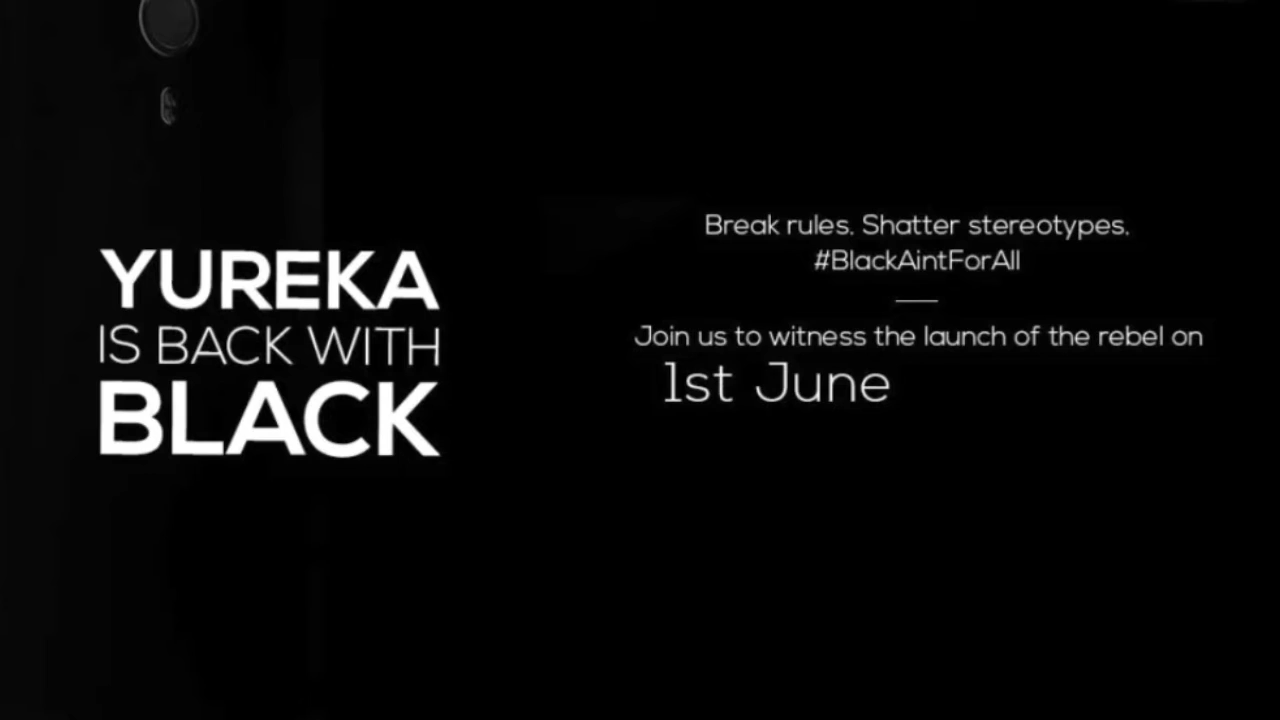 YUREKA
IS BACK WITH
BLACK
Break rules. Shatter stereotypes.
#BlackAintForAll
Join us to witness the launch of the rebel on
1st June